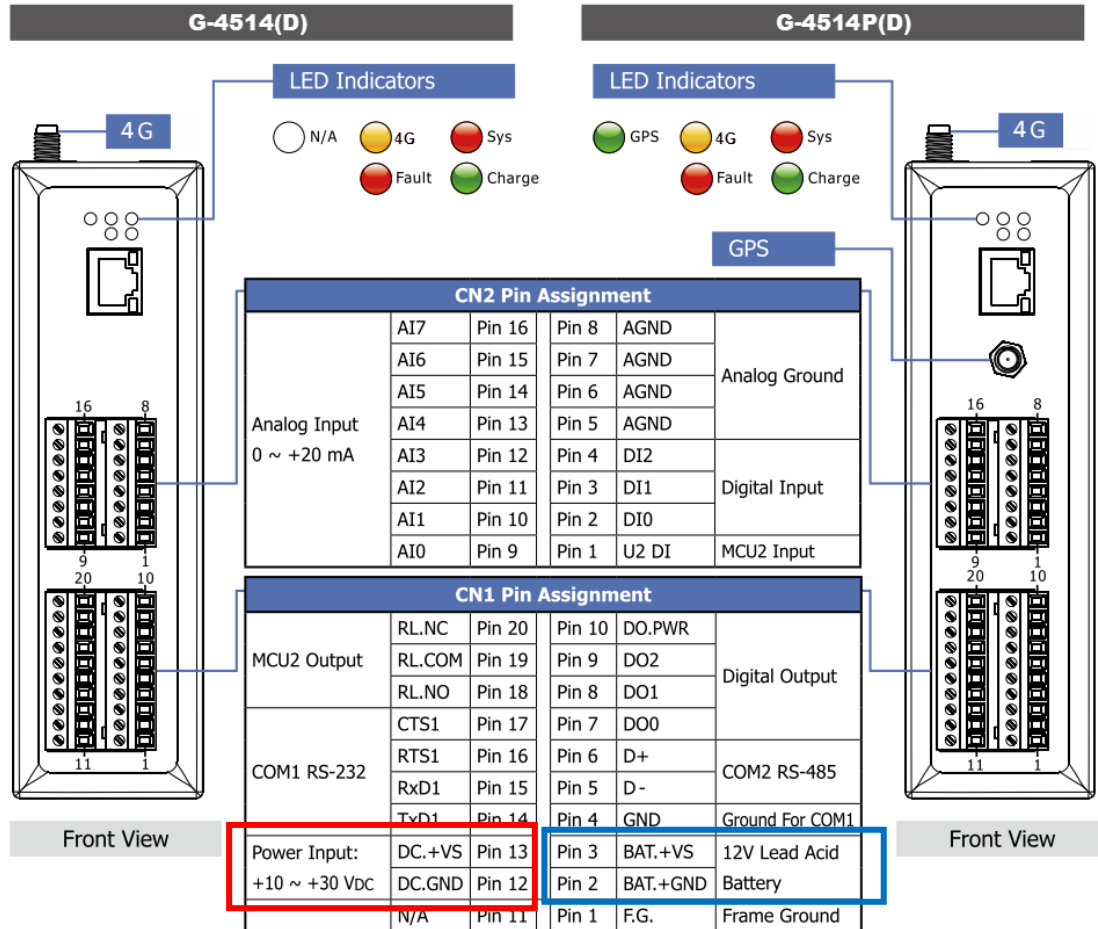 G-4514(D)
G-4514P(D)
LED Indicators
LED Indicators
4G
N/A 4G Sys
Fault Charge
GPS 4G Sys
Fault Charge
4G
GPS
CN2 Pin Assignment
AI7 Pin 16 Pin 8 AGND
AI6 Pin 15 Pin 7 AGND
Analog Ground
AI5 Pin 14 Pin 6 AGND
Analog Input
AI4 Pin 13 Pin 5 AGND
0 ~ +20 mA
AI3 Pin 12 Pin 4 DI2
AI2 Pin 11 Pin 3 DI1 Digital Input
AI1 Pin 10 Pin 2 DI0
AI0 Pin 9 Pin 1 U2 DI MCU2 Input
16 8
9 1
20 10
11 1
16 8
9 1
20 10
11 1
CN1 Pin Assignment
RL.NC Pin 20 Pin 10 DO.PWR
MCU2 Output RL.COM Pin 19 Pin 9 DO2
Digital Output
RL.NO Pin 18 Pin 8 DO1
CTS1 Pin 17 Pin 7 DO0
RTS1 Pin 16 Pin 6 D+
COM1 RS-232
COM2 RS-485
RxD1 Pin 15 Pin 5 D-
TxD1 Pin 14 Pin 4 GND Ground For COM1
Power Input: DC.+VS Pin 13 Pin 3 BAT.+VS 12V Lead Acid
+10 ~ +30 VDC DC.GND Pin 12 Pin 2 BAT.+GND Battery
N/A Pin 11 Pin 1 F.G. Frame Ground
Front View
Front View